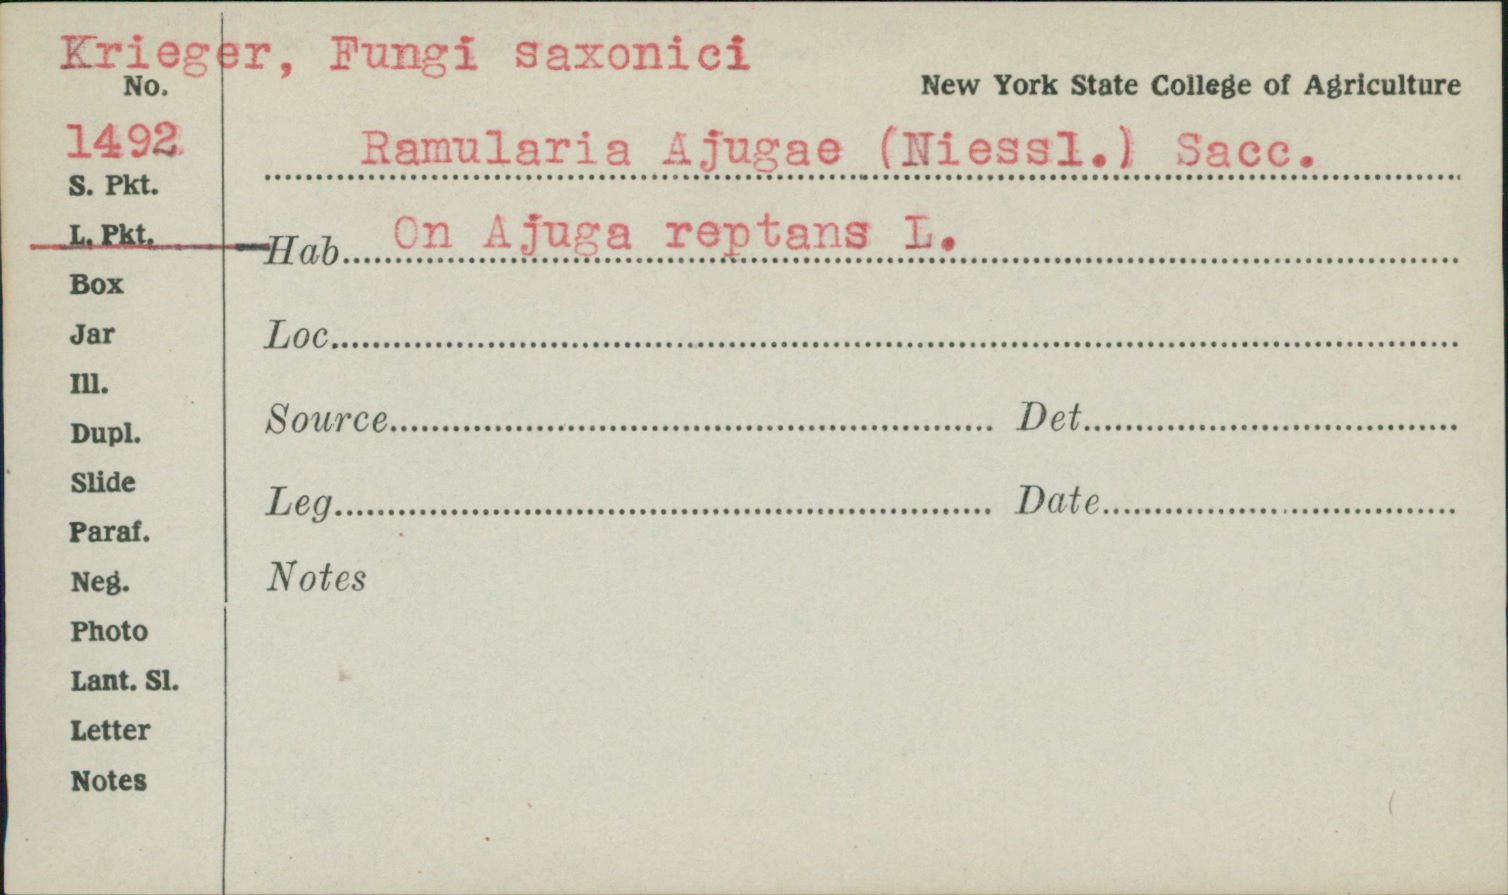 Krieger, Fungi saxonici
No.
New York State College of Agriculture
1492
Ramularia Ajugae (Niessl.) Sacc.
S. Pkt.
L. Pkt.
Hab. On Ajuga reptans L.
Box
Jar
Loc.
Ill.
Source Det.
Dupl.
Slide
Leg. Date
Paraf.
Neg.
Notes
Photo
Lant. Sl.
Letter
Notes